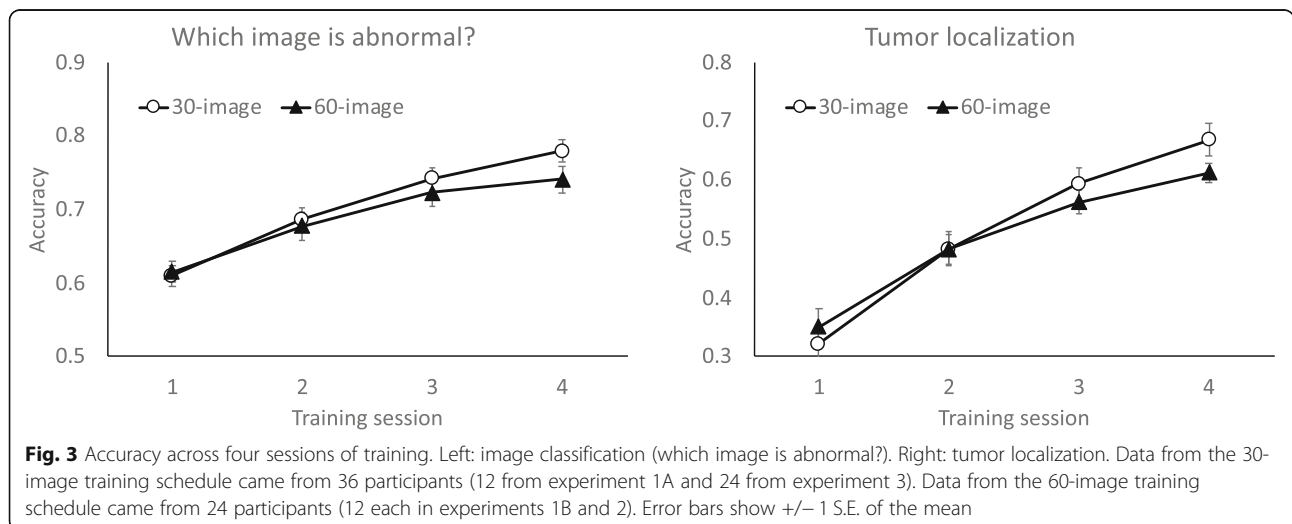 Which image is abnormal?
0.9
0.8
0.7
0.6
0.5
Accuracy
30-image 60-image
1 2 3 4
Training session
Tumor localization
0.8
0.7
0.6
0.5
0.4
0.3
Accuracy
30-image 60-image
1 2 3 4
Training session
Fig. 3 Accuracy across four sessions of training. Left: image classification (which image is abnormal?). Right: tumor localization. Data from the 30-
image training schedule came from 36 participants (12 from experiment 1A and 24 from experiment 3). Data from the 60-image training
schedule came from 24 participants (12 each in experiments 1B and 2). Error bars show +/− 1 S.E. of the mean